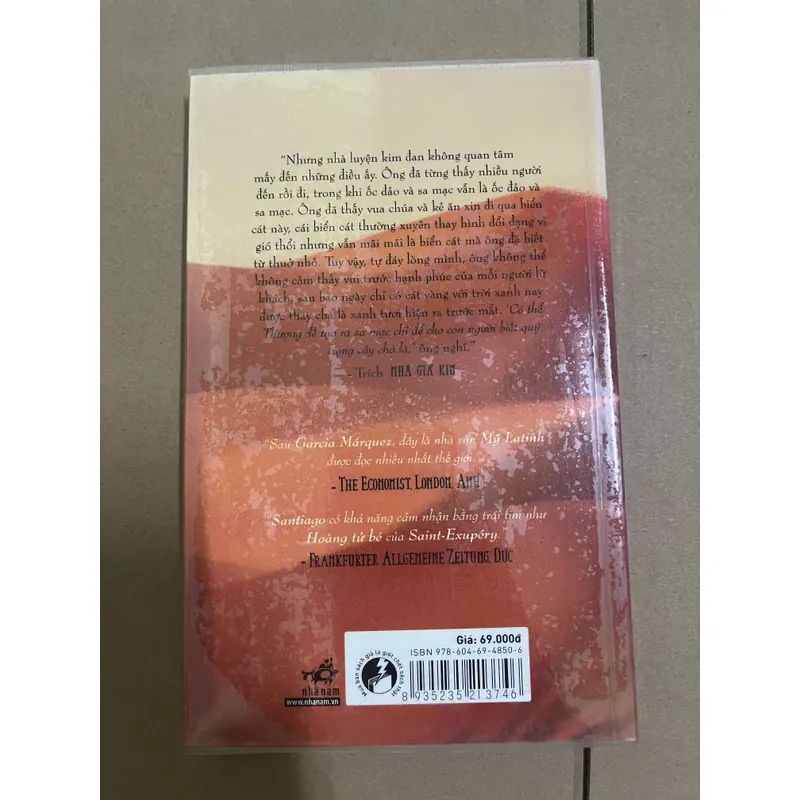 “Nhưng nhà luyện kim đan không quan tâm
mấy đến những điều ấy. Ông đã từng thấy nhiều người
đến rồi đi, trong khi ốc đảo và sa mạc vẫn là ốc đảo và
sa mạc. Ông đã thấy vua chúa và kẻ ăn xin đi qua biển
cát này, cái biển cát thường xuyên thay hình đổi dạng vì
gió thổi nhưng vẫn mãi mãi là biển cát mà ông đã biết
từ thuở nhỏ. Tuy vậy, tự đáy lòng mình, ông không thể
không cảm thấy vui trước hạnh phúc của mỗi người lữ
khách, sau bao ngày chỉ có cát vàng với trời xanh nay
được thấy chà là xanh tươi hiện ra trước mắt. ‘Có thể
Thượng đế tạo ra sa mạc chỉ để cho con người biết quý
trọng cây chà là,’ ông nghĩ.”
- Trích NHÀ GIẢ KIM
“Sau Garcia Márquez, đây là nhà văn Mỹ Latinh
được đọc nhiều nhất thế giới.”
- THE ECONOMIST, LONDON, ANH
“Santiago có khả năng cảm nhận bằng trái tim như
Hoàng tử bé của Saint-Exupéry.”
- FRANKFURTER ALLGEMEINE ZEITUNG, ĐỨC
nhã nam
www.nhanam.vn
Mua bán sách giả là giết chết sách thật
Giá: 69.000đ
ISBN 978-604-69-4850-6
8 935235 213746